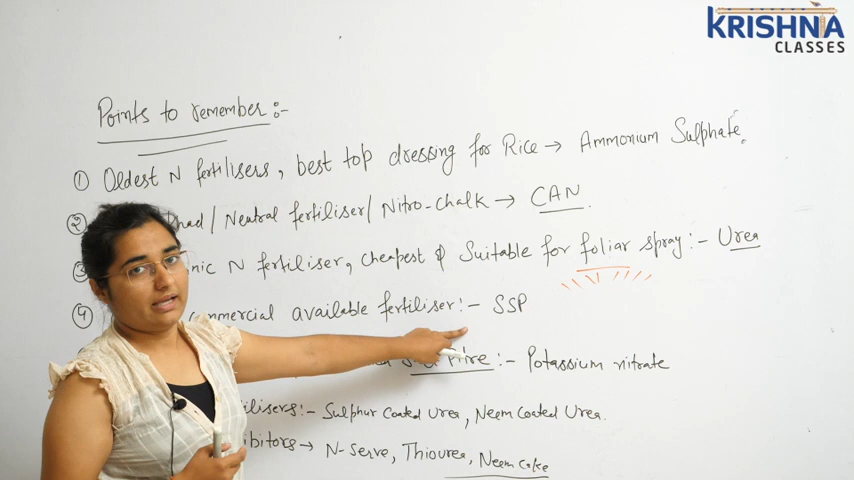 KRISHNA
CLASSES
Points to remember :-
① Oldest N fertilisers, best top dressing for Rice → Ammonium Sulphate.
② / Neutral fertiliser / Nitro-chalk → CAN.
N fertiliser, Cheapest & Suitable for foliar spray :- Urea
④ available fertiliser :- SSP
:- Potassium nitrate
:- Sulphur Coated Urea, Neem Coated Urea.
→ N-Serve, Thiourea, Neem Cake